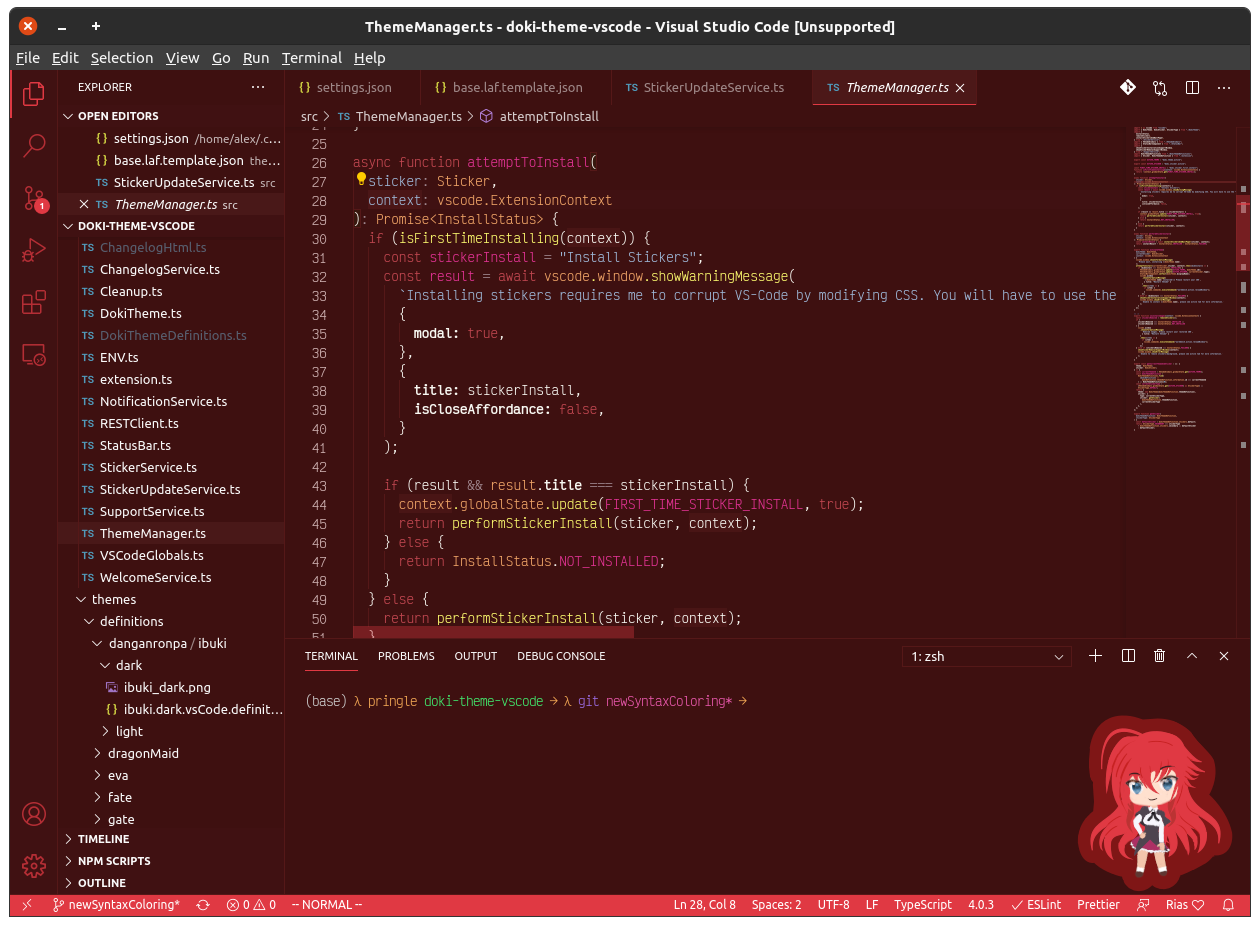 ThemeManager.ts - doki-theme-vscode - Visual Studio Code [Unsupported]
File Edit Selection View Go Run Terminal Help
EXPLORER
OPEN EDITORS
{} settings.json /home/alex/.c...
{} base.laf.template.json the...
TS StickerUpdateService.ts src
TS ThemeManager.ts src
DOKI-THEME-VSCODE
TS ChangelogHtml.ts
TS ChangelogService.ts
TS Cleanup.ts
TS DokiTheme.ts
TS DokiThemeDefinitions.ts
TS ENV.ts
TS extension.ts
TS NotificationService.ts
TS RESTClient.ts
TS StatusBar.ts
TS StickerService.ts
TS StickerUpdateService.ts
TS SupportService.ts
TS ThemeManager.ts
TS VSCodeGlobals.ts
TS WelcomeService.ts
themes
definitions
danganronpa / ibuki
dark
ibuki_dark.png
{} ibuki.dark.vsCode.definit...
light
dragonMaid
eva
fate
gate
TIMELINE
NPM SCRIPTS
OUTLINE
1
{} settings.json {} base.laf.template.json TS StickerUpdateService.ts TS ThemeManager.ts
src > TS ThemeManager.ts > attemptToInstall
25
26 async function attemptToInstall(
27 sticker: Sticker,
28 context: vscode.ExtensionContext
29 ): Promise<InstallStatus> {
30 if (isFirstTimeInstalling(context)) {
31 const stickerInstall = "Install Stickers";
32 const result = await vscode.window.showWarningMessage(
33 `Installing stickers requires me to corrupt VS-Code by modifying CSS. You will have to use the
34 {
35 modal: true,
36 },
37 {
38 title: stickerInstall,
39 isCloseAffordance: false,
40 }
41 );
42
43 if (result && result.title === stickerInstall) {
44 context.globalState.update(FIRST_TIME_STICKER_INSTALL, true);
45 return performStickerInstall(sticker, context);
46 } else {
47 return InstallStatus.NOT_INSTALLED;
48 }
49 } else {
50 return performStickerInstall(sticker, context);
51 }
TERMINAL PROBLEMS OUTPUT DEBUG CONSOLE 1: zsh
(base) λ pringle doki-theme-vscode → λ git newSyntaxColoring* →
newSyntaxColoring* 0 0 -- NORMAL -- Ln 28, Col 8 Spaces: 2 UTF-8 LF TypeScript 4.0.3 ESLint Prettier Rias ♡